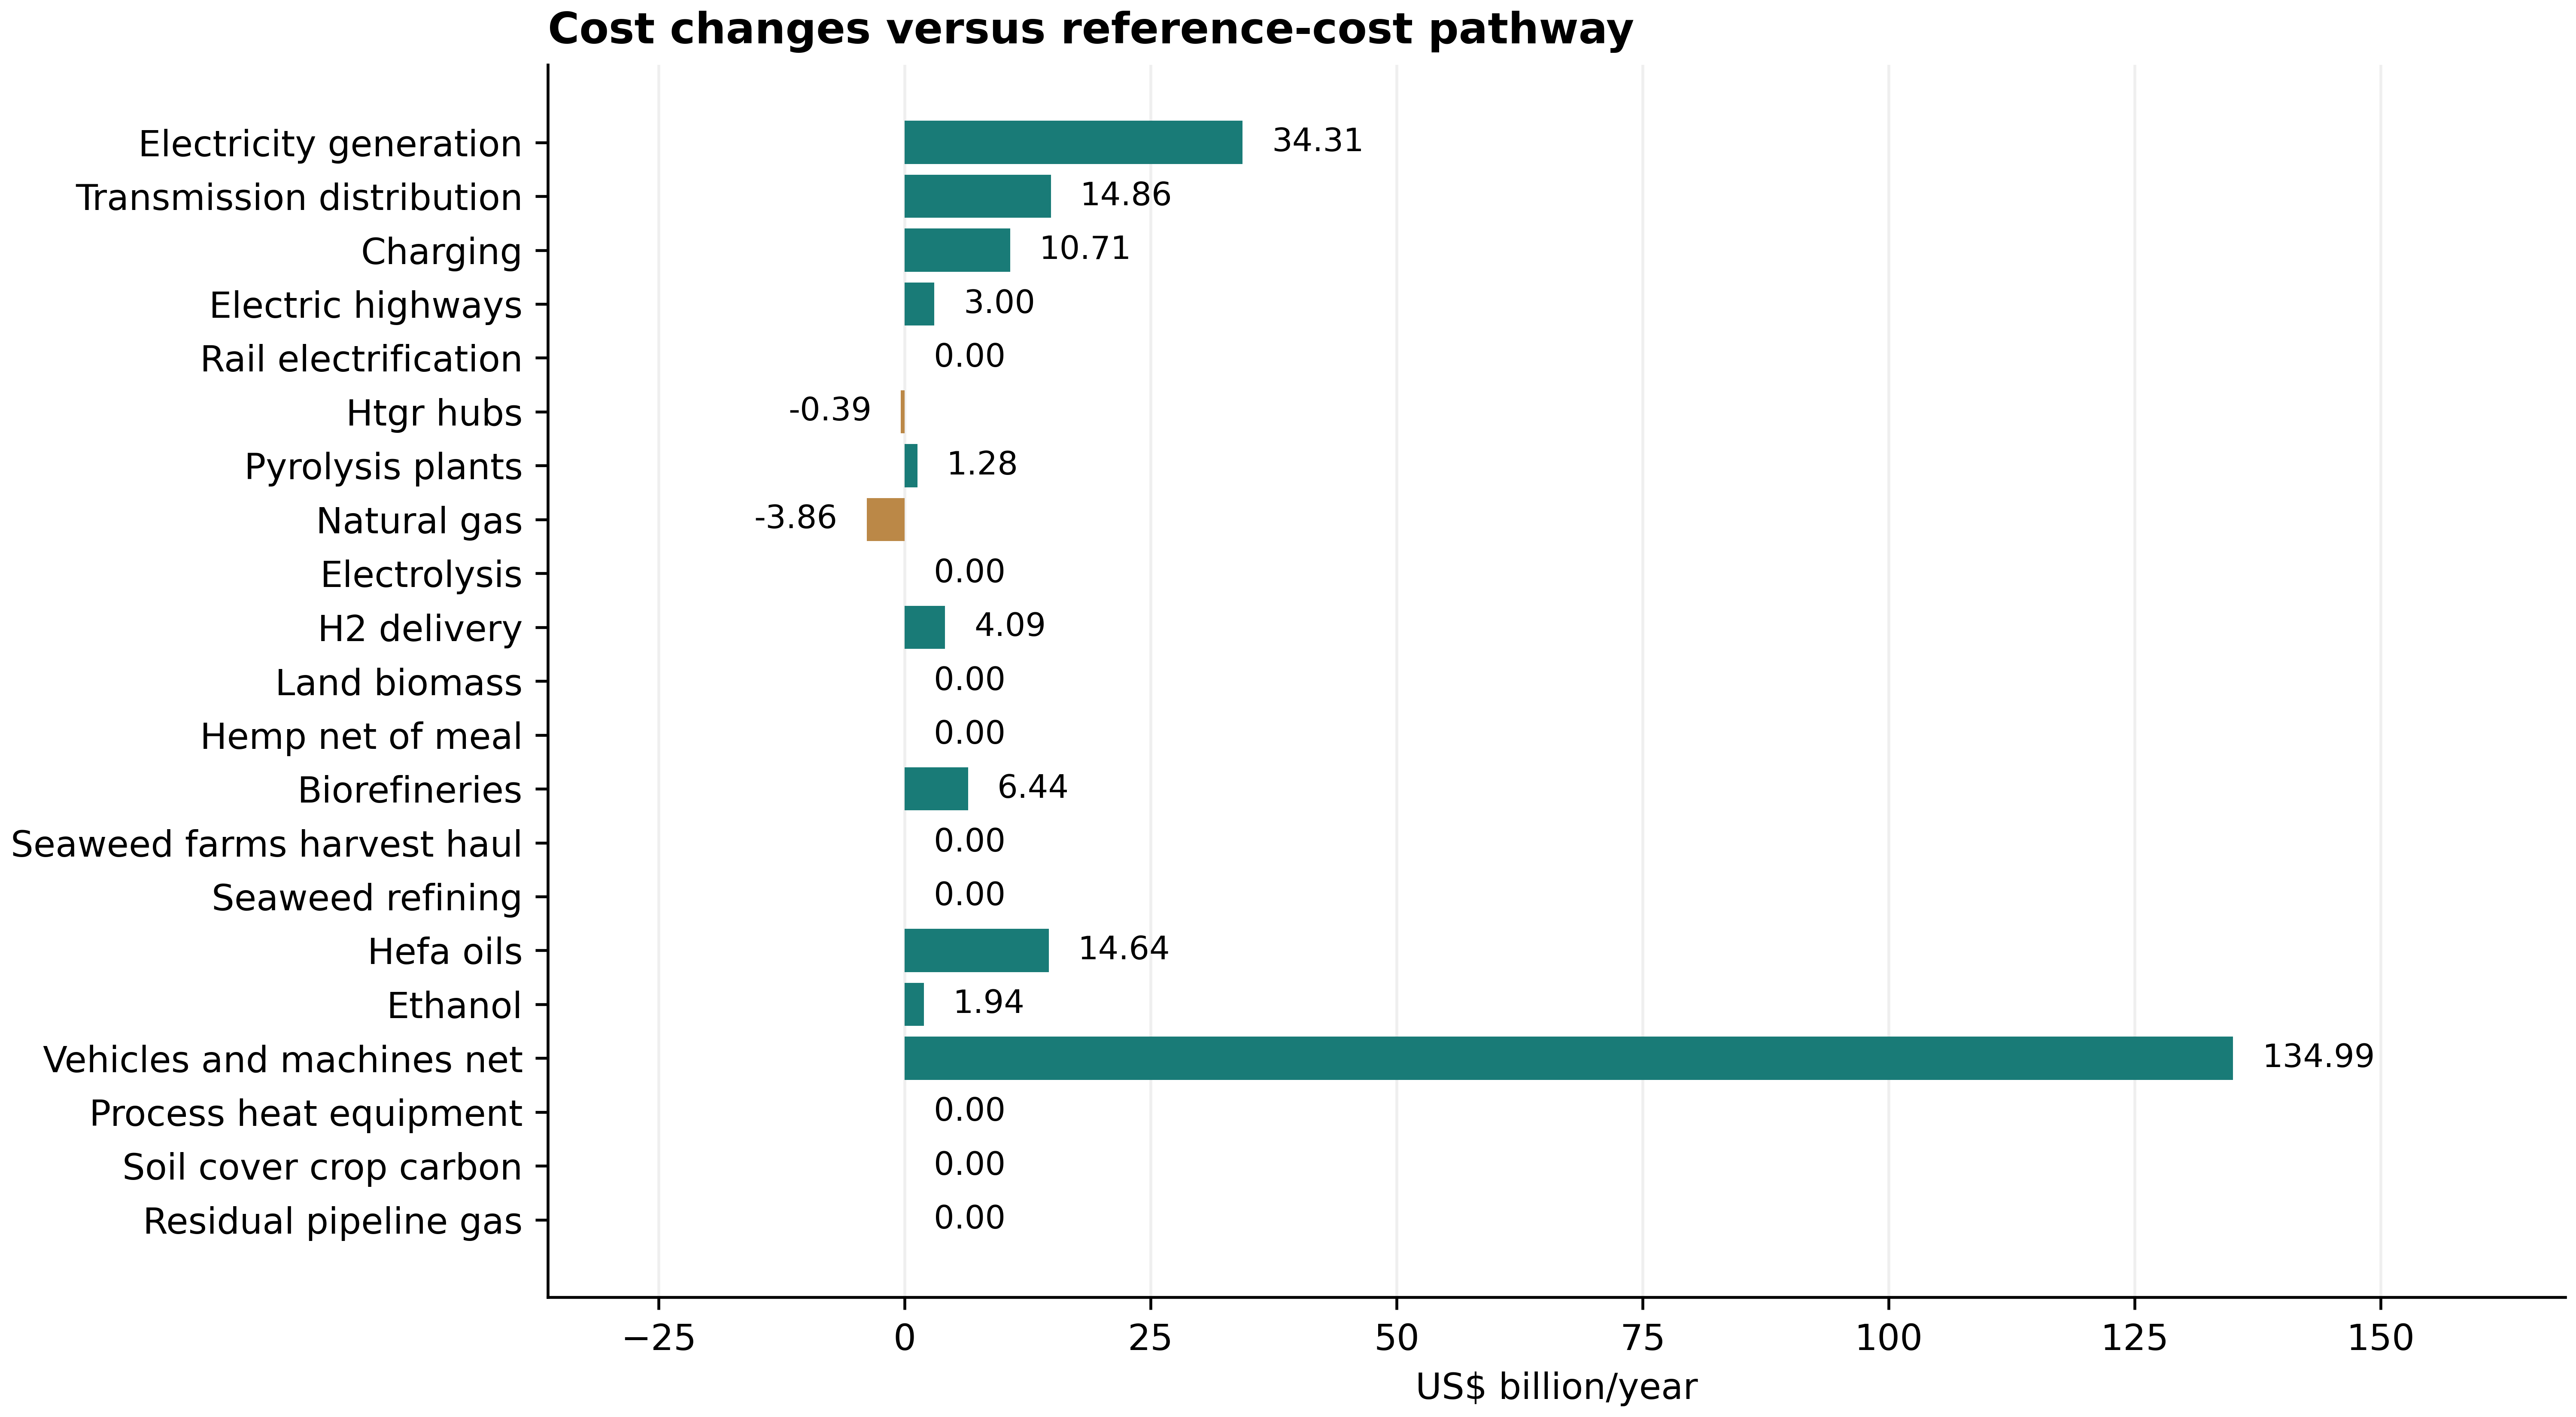 Cost changes versus reference-cost pathway
Electricity generation 34.31
Transmission distribution 14.86
Charging 10.71
Electric highways 3.00
Rail electrification 0.00
Htgr hubs -0.39
Pyrolysis plants 1.28
Natural gas -3.86
Electrolysis 0.00
H2 delivery 4.09
Land biomass 0.00
Hemp net of meal 0.00
Biorefineries 6.44
Seaweed farms harvest haul 0.00
Seaweed refining 0.00
Hefa oils 14.64
Ethanol 1.94
Vehicles and machines net 134.99
Process heat equipment 0.00
Soil cover crop carbon 0.00
Residual pipeline gas 0.00
−25 0 25 50 75 100 125 150
US$ billion/year